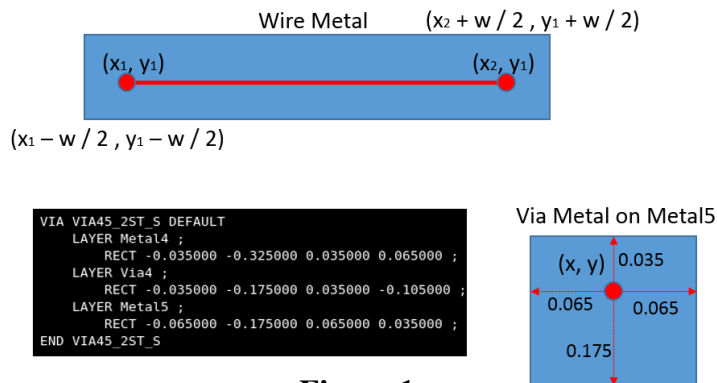 Wire Metal
(x₂ + w / 2 , y₁ + w / 2)
(x₁, y₁)
(x₂, y₁)
(x₁ – w / 2 , y₁ – w / 2)
VIA VIA45_2ST_S DEFAULT
LAYER Metal4 ;
RECT -0.035000 -0.325000 0.035000 0.065000 ;
LAYER Via4 ;
RECT -0.035000 -0.175000 0.035000 -0.105000 ;
LAYER Metal5 ;
RECT -0.065000 -0.175000 0.065000 0.035000 ;
END VIA45_2ST_S
Via Metal on Metal5
(x, y)
0.035
0.065
0.065
0.175